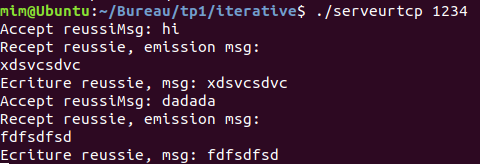 mim@Ubuntu:~/Bureau/tp1/iterative$ ./serveurtcp 1234
Accept reussiMsg: hi
Recept reussie, emission msg:
xdsvcsdvc
Ecriture reussie, msg: xdsvcsdvc
Accept reussiMsg: dadada
Recept reussie, emission msg:
fdfsdfsd
Ecriture reussie, msg: fdfsdfsd